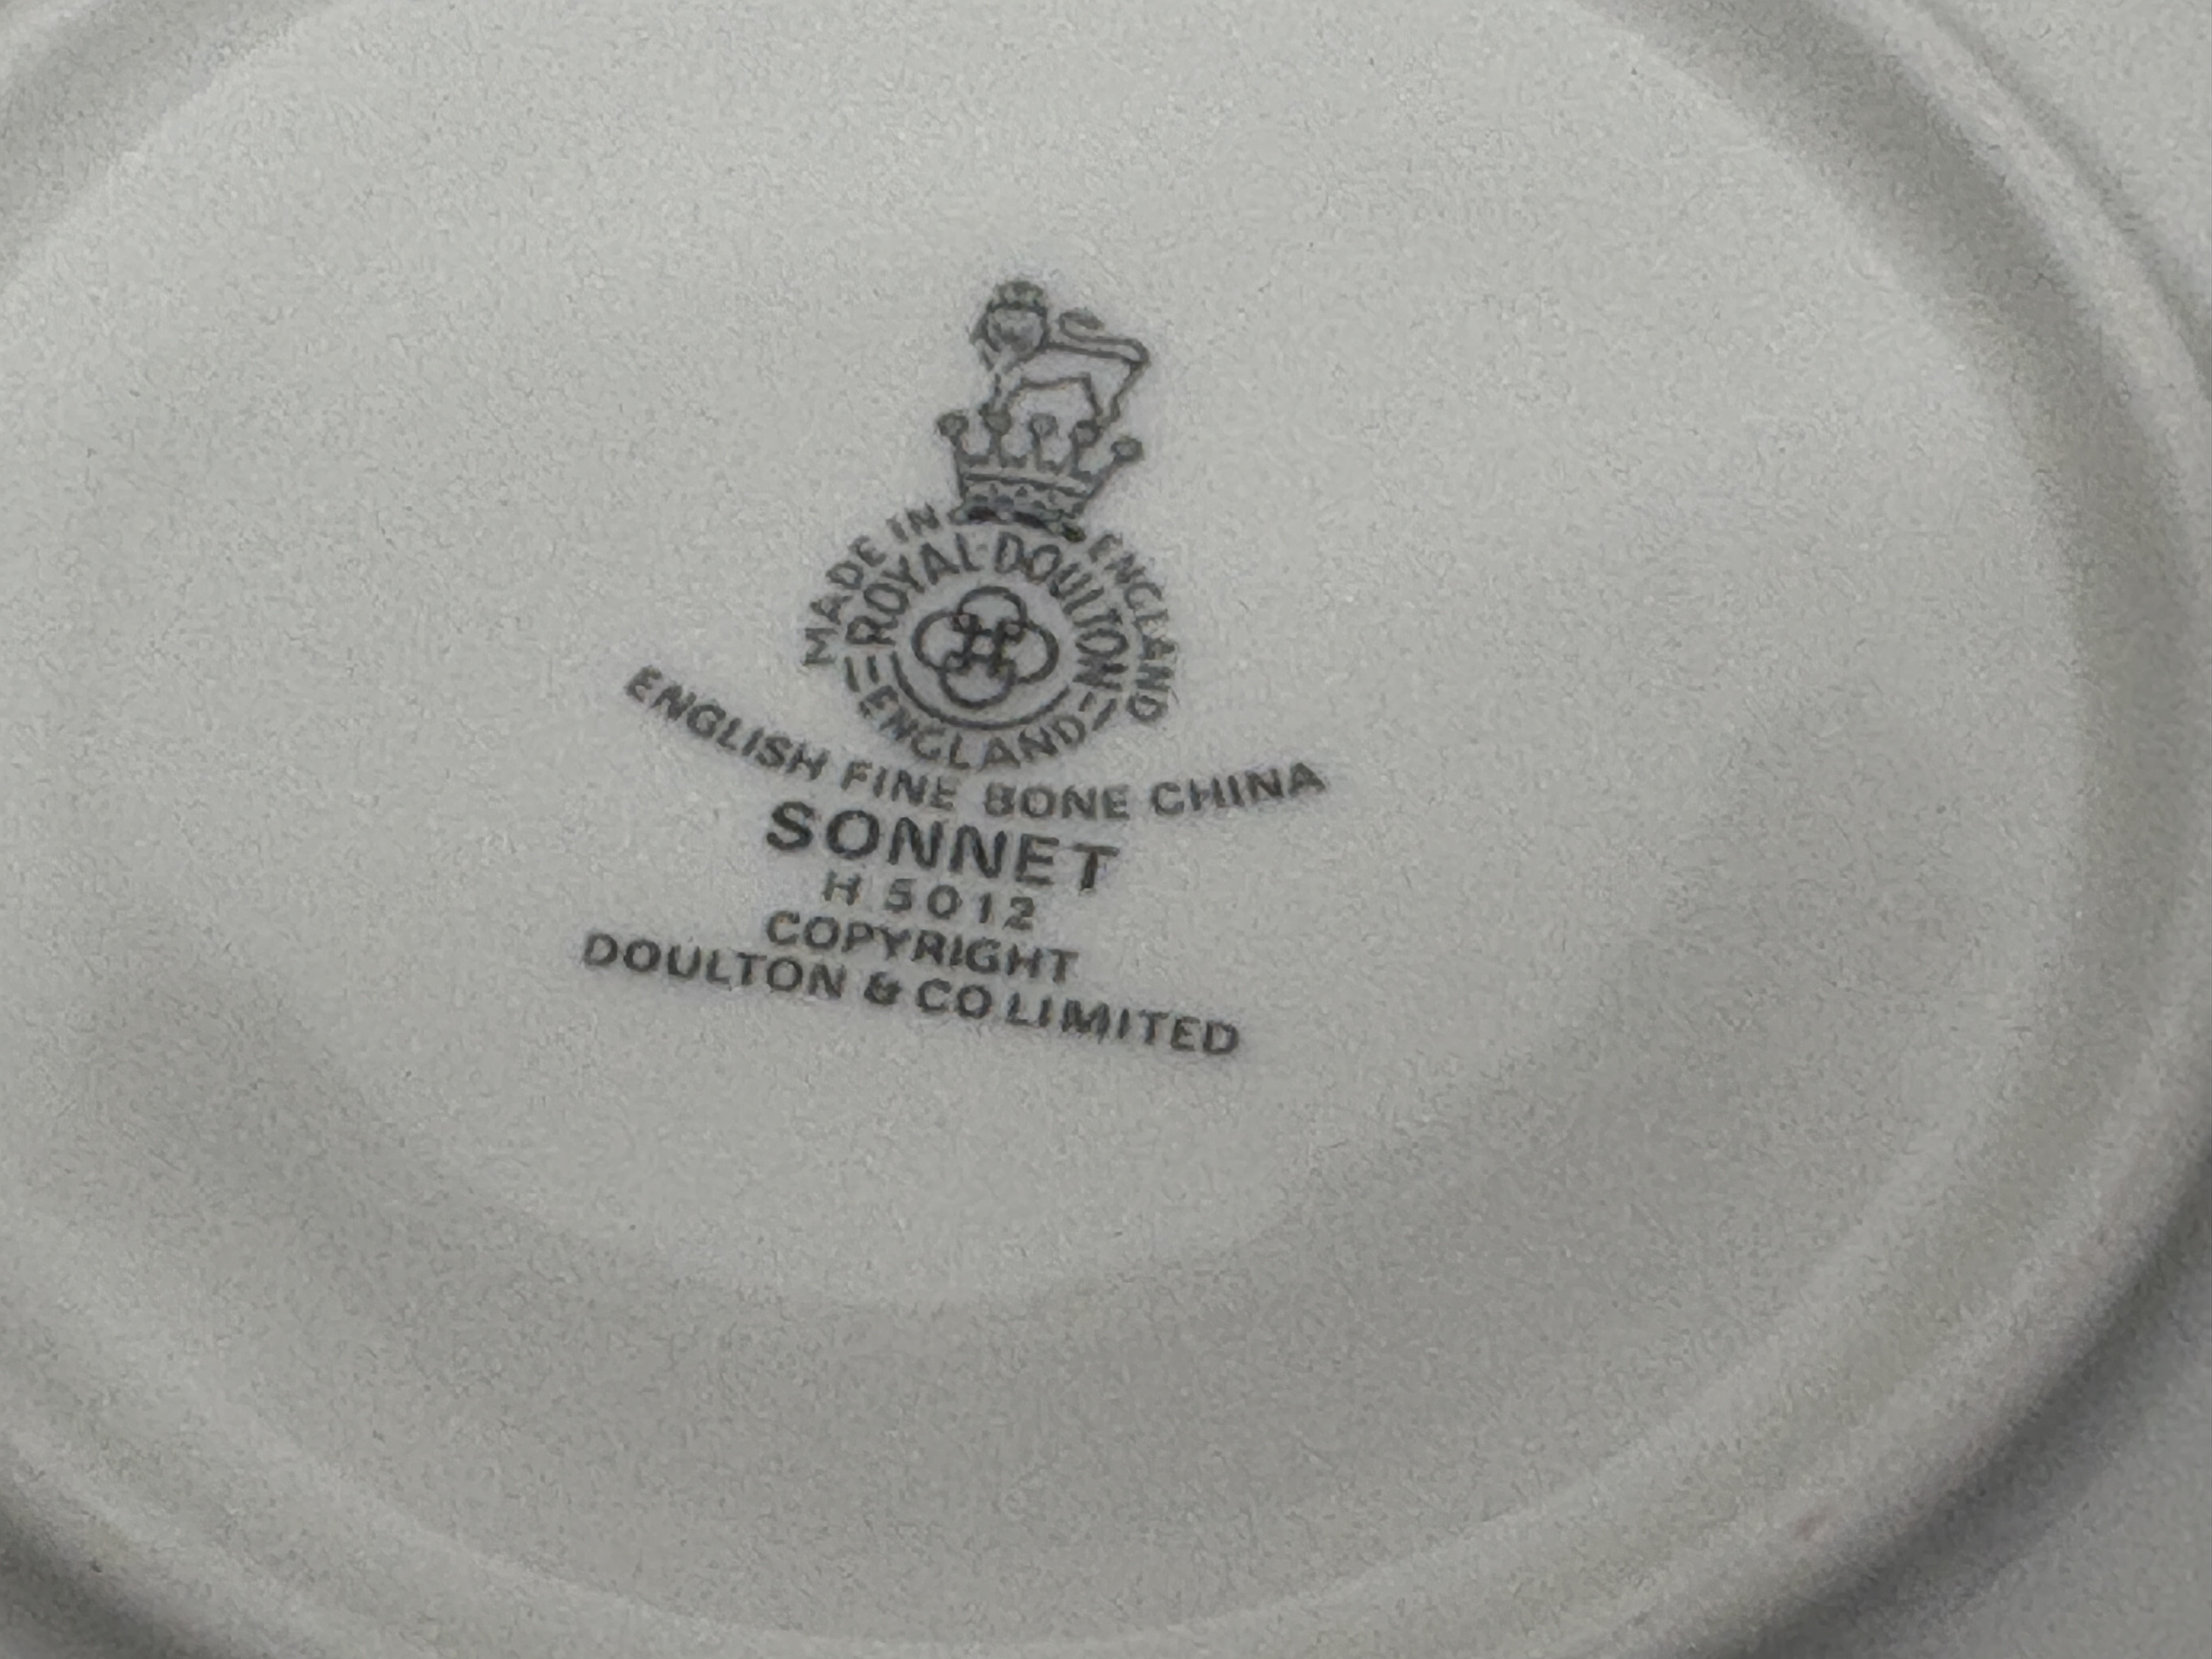 MADE IN ENGLAND
ROYAL DOULTON
ENGLAND
ENGLISH FINE BONE CHINA
SONNET
H 5012
COPYRIGHT
DOULTON & CO LIMITED